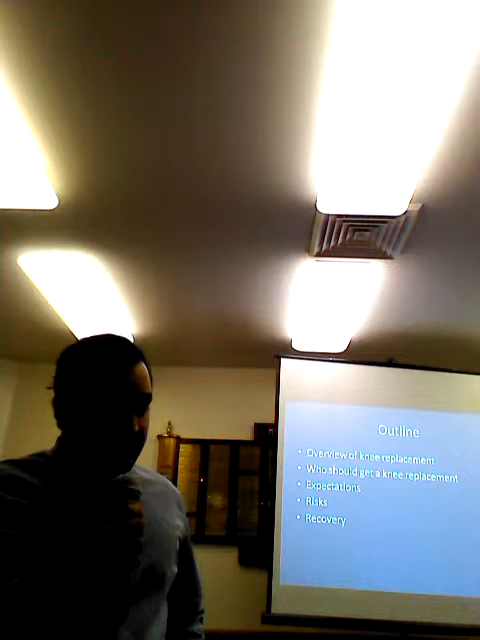 Outline
• Overview of knee replacement
• Who should get a knee replacement
• Expectations
• Risks
• Recovery